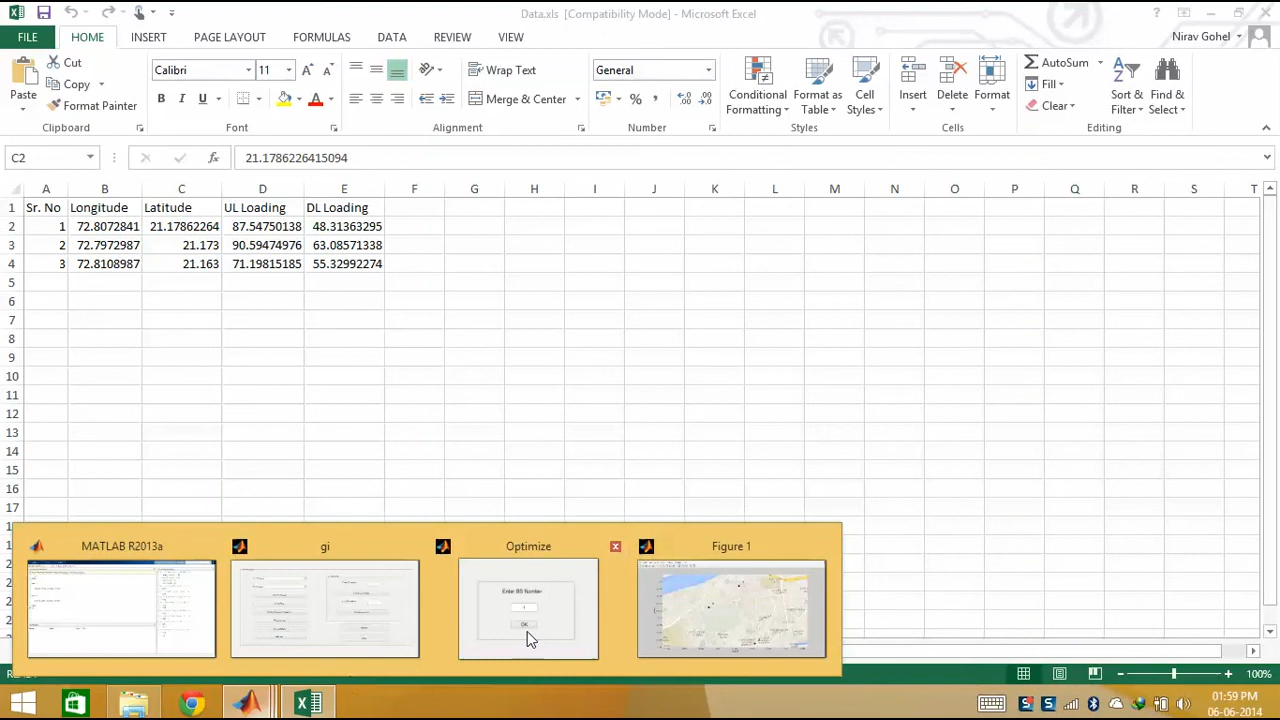 Data.xls [Compatibility Mode] - Microsoft Excel
FILE HOME INSERT PAGE LAYOUT FORMULAS DATA REVIEW VIEW Nirav Gohel
Paste Cut Copy Format Painter
Calibri 11
B I U A
Wrap Text
Merge & Center
General
% ,
Conditional Formatting
Format as Table
Cell Styles
Insert Delete Format
AutoSum
Fill
Clear
Sort & Filter
Find & Select
Clipboard Font Alignment Number Styles Cells Editing
C2 fx 21.1786226415094
A B C D E F G H I J K L M N O P Q R S T
1 Sr. No Longitude Latitude UL Loading DL Loading
2 1 72.8072841 21.17862264 87.54750138 48.31363295
3 2 72.7972987 21.173 90.59474976 63.08571338
4 3 72.8108987 21.163 71.19815185 55.32992274
5
6
7
8
9
10
11
12
13
14
15
16
17
MATLAB R2013a gi Optimize Figure 1
Enter BS Number
OK
100%
01:59 PM
06-06-2014